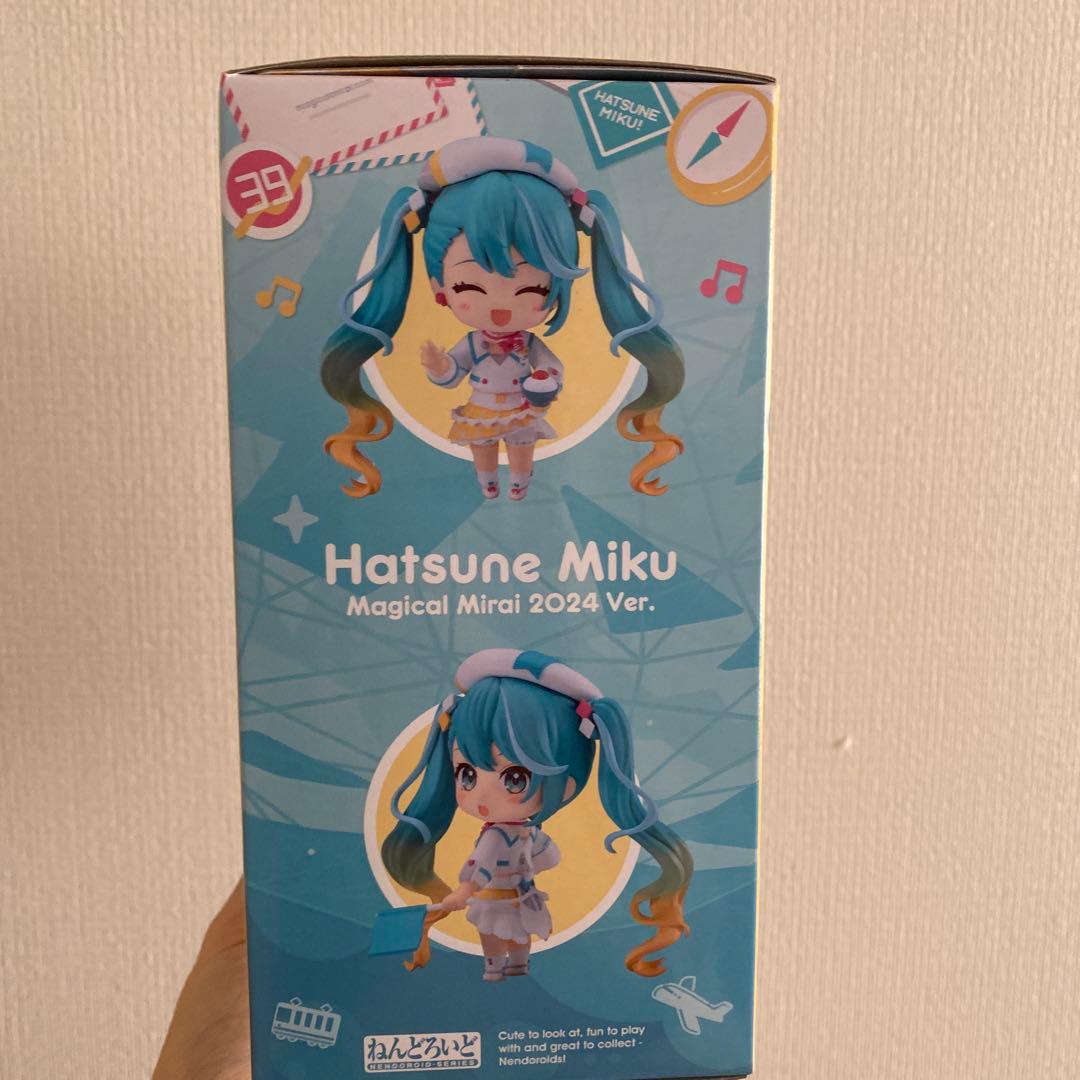 HATSUNE
MIKU!
39
Hatsune Miku
Magical Mirai 2024 Ver.
ねんどろいど
NENDOROID·SERIES
Cute to look at, fun to play
with and great to collect -
Nendoroids!